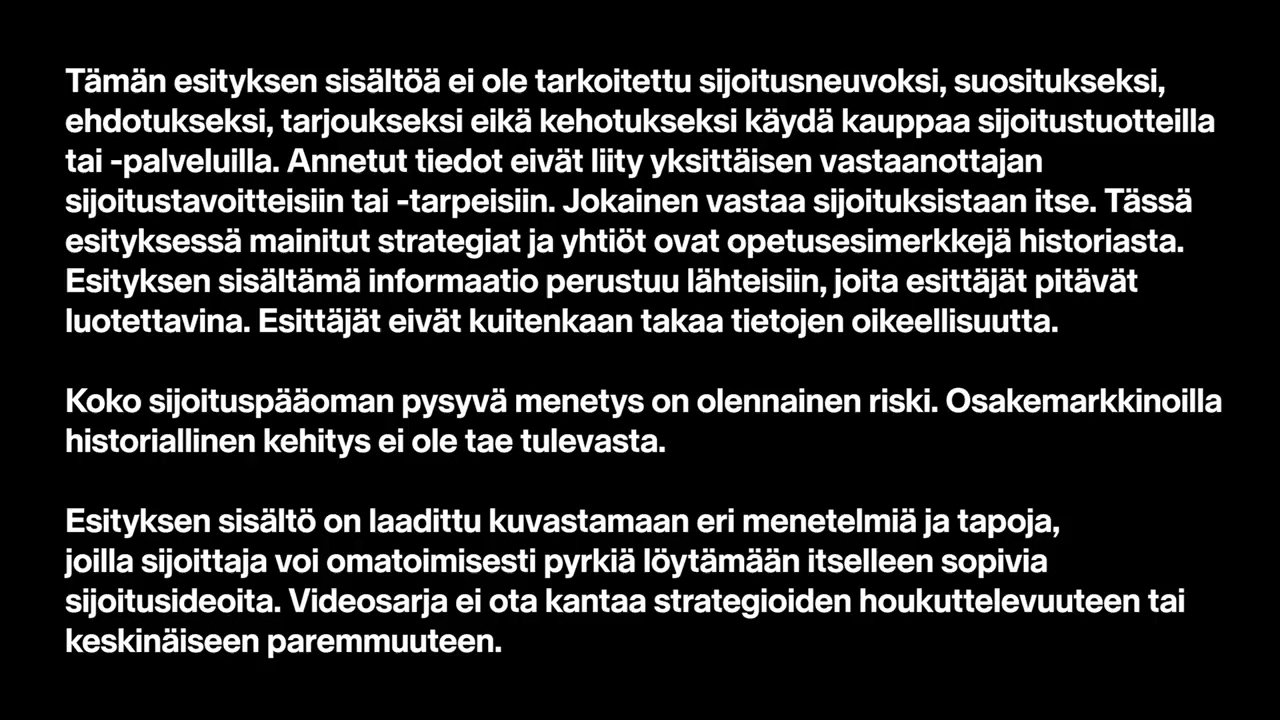 Tämän esityksen sisältöä ei ole tarkoitettu sijoitusneuvoksi, suositukseksi,
ehdotukseksi, tarjoukseksi eikä kehotukseksi käydä kauppaa sijoitustuotteilla
tai -palveluilla. Annetut tiedot eivät liity yksittäisen vastaanottajan
sijoitustavoitteisiin tai -tarpeisiin. Jokainen vastaa sijoituksistaan itse. Tässä
esityksessä mainitut strategiat ja yhtiöt ovat opetusesimerkkejä historiasta.
Esityksen sisältämä informaatio perustuu lähteisiin, joita esittäjät pitävät
luotettavina. Esittäjät eivät kuitenkaan takaa tietojen oikeellisuutta.
Koko sijoituspääoman pysyvä menetys on olennainen riski. Osakemarkkinoilla
historiallinen kehitys ei ole tae tulevasta.
Esityksen sisältö on laadittu kuvastamaan eri menetelmiä ja tapoja,
joilla sijoittaja voi omatoimisesti pyrkiä löytämään itselleen sopivia
sijoitusideoita. Videosarja ei ota kantaa strategioiden houkuttelevuuteen tai
keskinäiseen paremmuuteen.